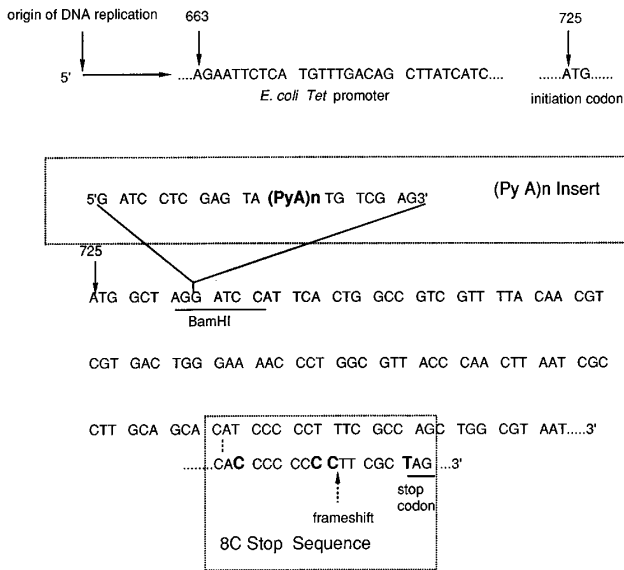 origin of DNA replication
663
725
5'
....AGAATTCTCA TGTTTGACAG CTTATCATC....
......ATG......
E. coli Tet promoter
initiation codon
5'G ATC CTC GAG TA (PyA)n TG TCG AG3'
(Py A)n Insert
725
ATG GCT AGG ATC CAT TCA CTG GCC GTC GTT TTA CAA CGT
BamHI
CGT GAC TGG GAA AAC CCT GGC GTT ACC CAA CTT AAT CGC
CTT GCA GCA CAT CCC CCT TTC GCC AGC TGG CGT AAT.....3'
........CAC CCC CCC CTT CGC TAG ...3'
stop
codon
frameshift
8C Stop Sequence